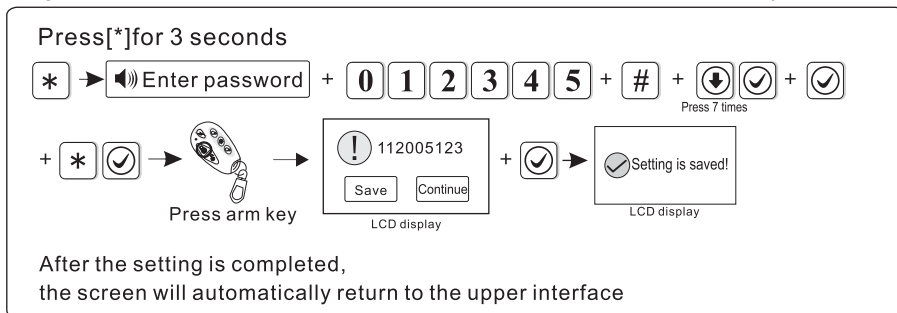 Press[*]for 3 seconds
* Enter password + 0 1 2 3 4 5 + # + +
Press 7 times
+ * 112005123 + Setting is saved!
Save Continue
Press arm key
LCD display
LCD display
After the setting is completed,
the screen will automatically return to the upper interface